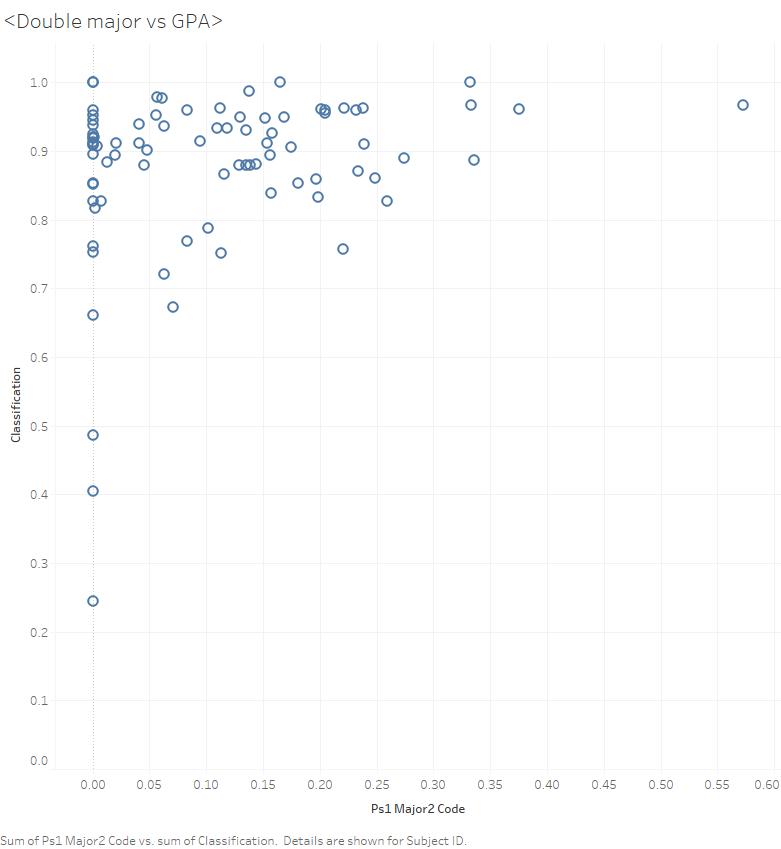 <Double major vs GPA>
1.0
0.9
0.8
0.7
0.6
0.5
0.4
0.3
0.2
0.1
0.0
Classification
0.00 0.05 0.10 0.15 0.20 0.25 0.30 0.35 0.40 0.45 0.50 0.55 0.60
Ps1 Major2 Code
Sum of Ps1 Major2 Code vs. sum of Classification. Details are shown for Subject ID.